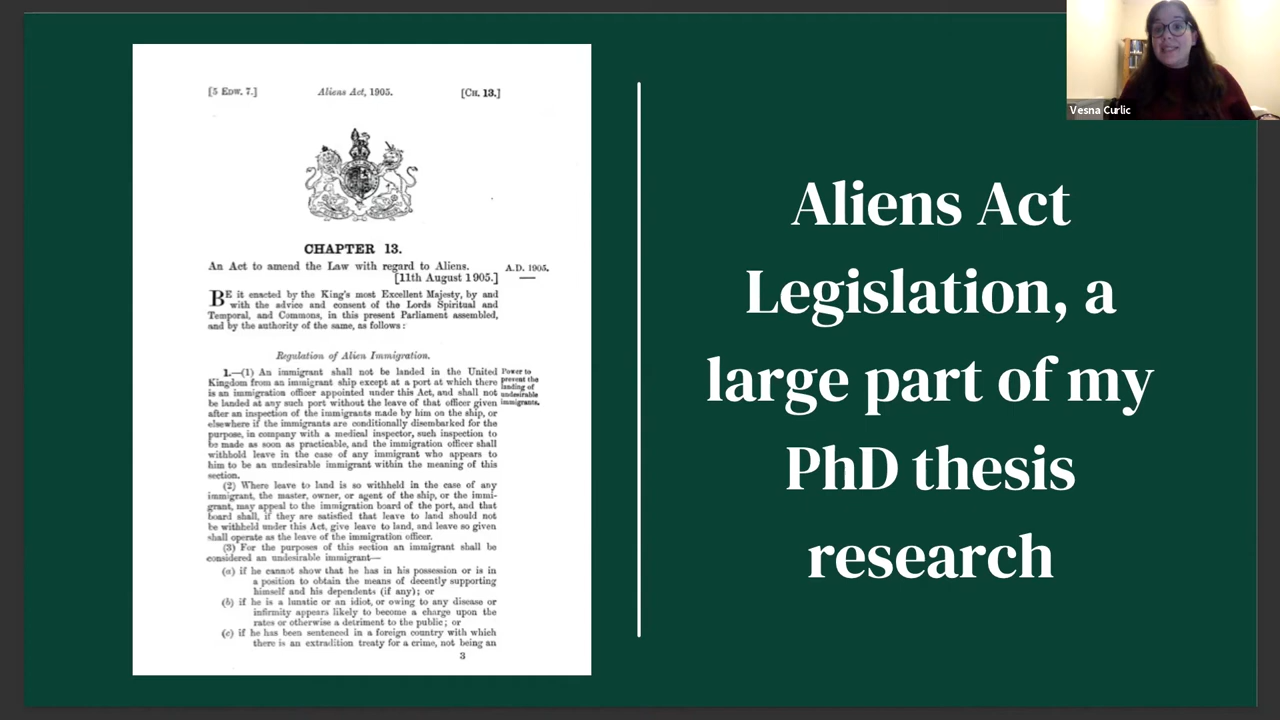 [5 Edw. 7.] Aliens Act, 1905. [Ch. 13.]
CHAPTER 13.
An Act to amend the Law with regard to Aliens. A.D. 1905.
[11th August 1905.]
BE it enacted by the King's most Excellent Majesty, by and
with the advice and consent of the Lords Spiritual and
Temporal, and Commons, in this present Parliament assembled,
and by the authority of the same, as follows:
Regulation of Alien Immigration.
1.—(1) An immigrant shall not be landed in the United
Kingdom from an immigrant ship except at a port at which there
is an immigration officer appointed under this Act, and shall not
be landed at any such port without the leave of that officer given
after an inspection of the immigrants made by him on the ship, or
elsewhere if the immigrants are conditionally disembarked for the
purpose, in company with a medical inspector, such inspection to
be made as soon as practicable, and the immigration officer shall
withhold leave in the case of any immigrant who appears to
him to be an undesirable immigrant within the meaning of this
section.
Power to
prevent the
landing of
undesirable
immigrants.
(2) Where leave to land is so withheld in the case of any
immigrant, the master, owner, or agent of the ship, or the immi-
grant, may appeal to the immigration board of the port, and that
board shall, if they are satisfied that leave to land should not
be withheld under this Act, give leave to land, and leave so given
shall operate as the leave of the immigration officer.
(3) For the purposes of this section an immigrant shall be
considered an undesirable immigrant—
(a) if he cannot show that he has in his possession or is in
a position to obtain the means of decently supporting
himself and his dependents (if any); or
(b) if he is a lunatic or an idiot, or owing to any disease or
infirmity appears likely to become a charge upon the
rates or otherwise a detriment to the public; or
(c) if he has been sentenced in a foreign country with which
there is an extradition treaty for a crime, not being an
3
Aliens Act
Legislation, a
large part of my
PhD thesis
research
Vesna Curlic